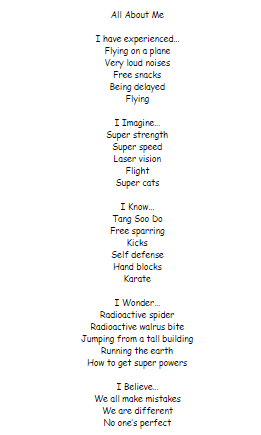 All About Me
I have experienced...
Flying on a plane
Very loud noises
Free snacks
Being delayed
Flying
I Imagine...
Super strength
Super speed
Laser vision
Flight
Super cats
I Know...
Tang Soo Do
Free sparring
Kicks
Self defense
Hand blocks
Karate
I Wonder...
Radioactive spider
Radioactive walrus bite
Jumping from a tall building
Running the earth
How to get super powers
I Believe...
We all make mistakes
We are different
No one's perfect